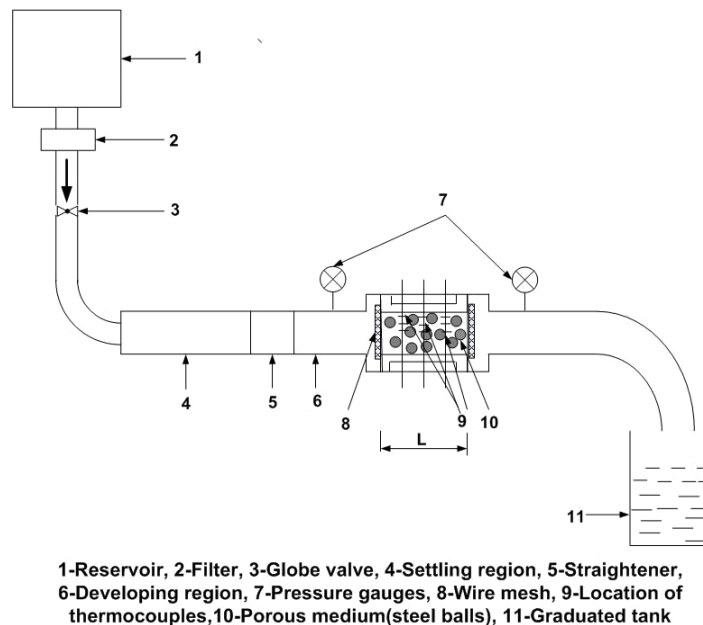 1
2
3
7
4
5
6
8
9
10
L
11
1-Reservoir, 2-Filter, 3-Globe valve, 4-Settling region, 5-Straightener,
6-Developing region, 7-Pressure gauges, 8-Wire mesh, 9-Location of
thermocouples,10-Porous medium(steel balls), 11-Graduated tank